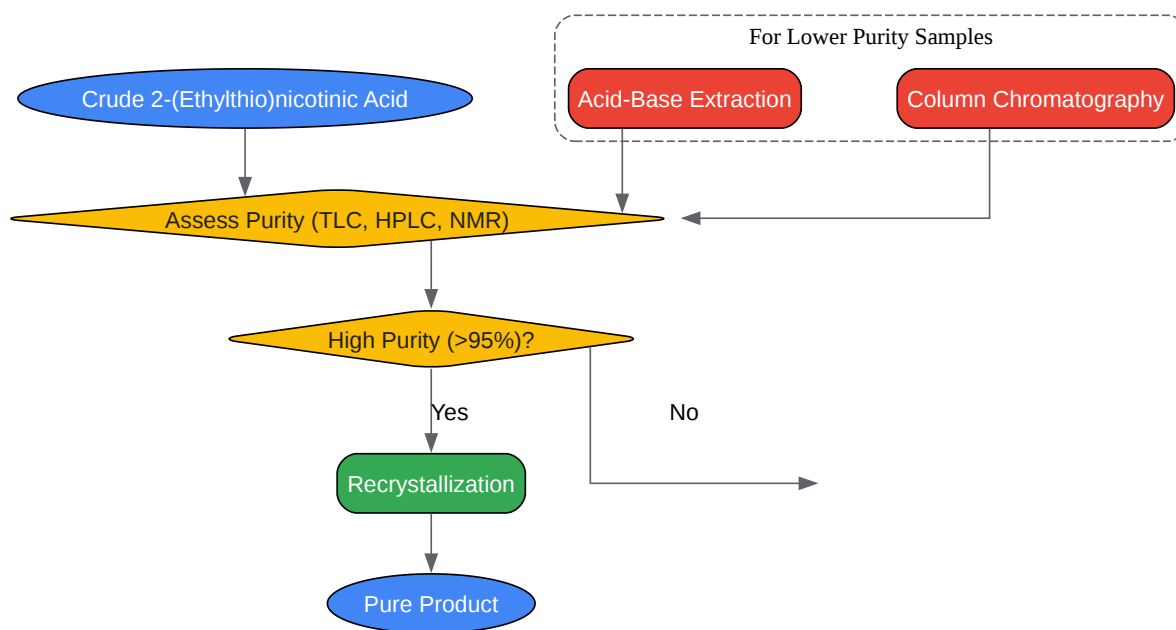 For Lower Purity Samples
Crude 2-(Ethylthio)nicotinic Acid
Acid-Base Extraction
Column Chromatography
Assess Purity (TLC, HPLC, NMR)
High Purity (>95%)?
Yes
No
Recrystallization
Pure Product